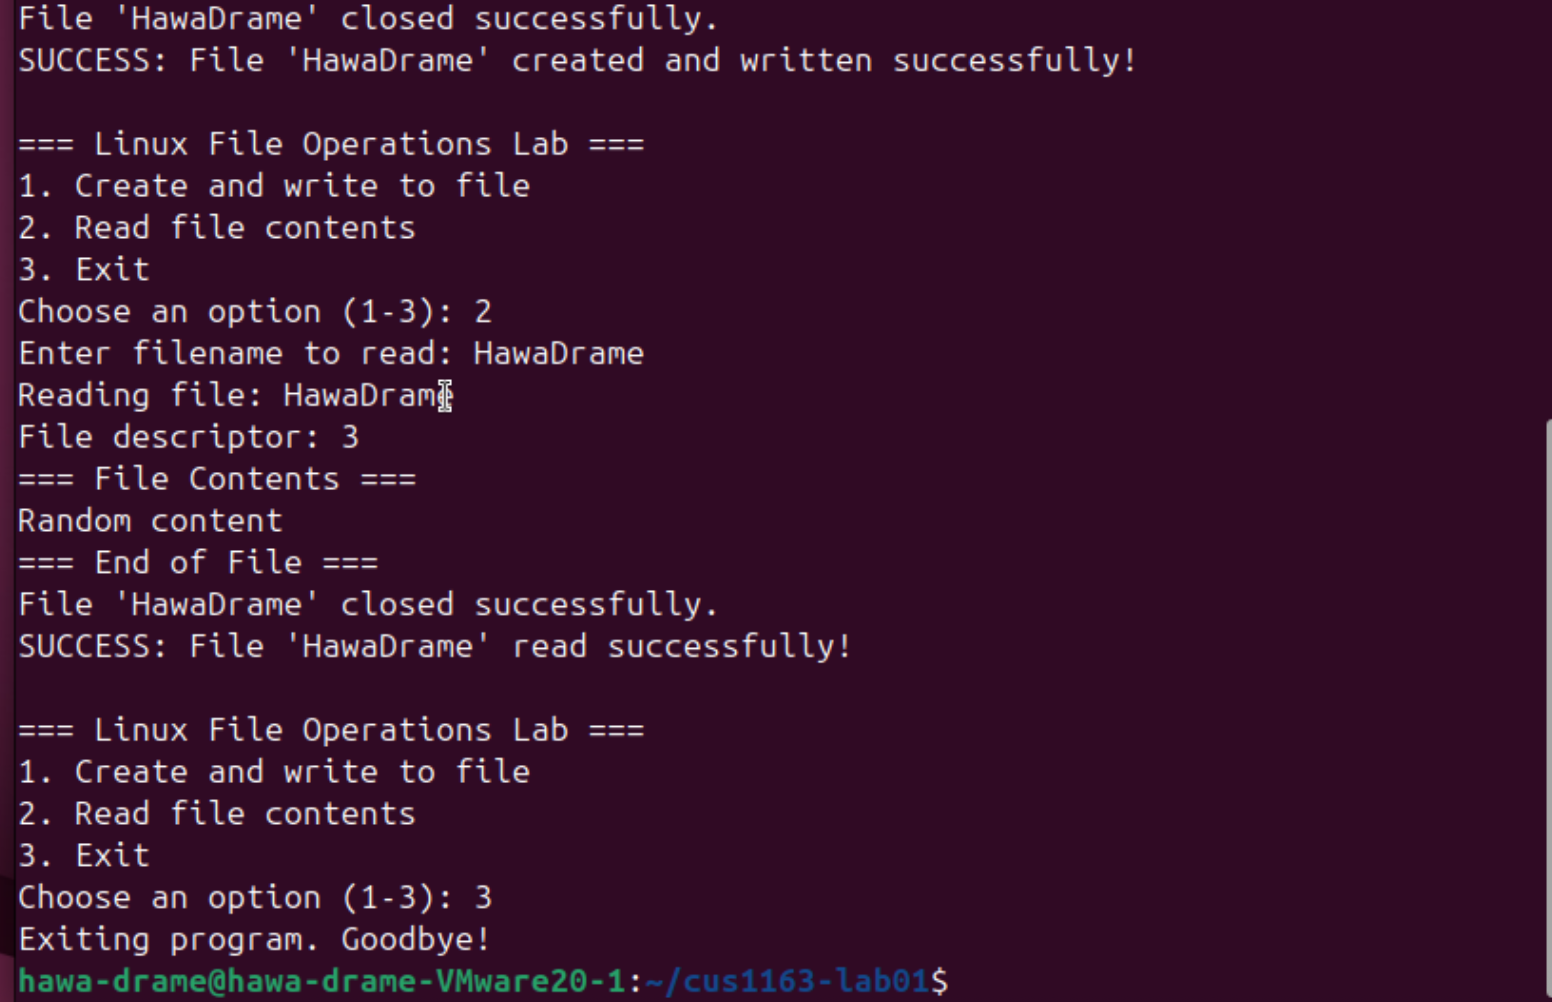 File 'HawaDrame' closed successfully.
SUCCESS: File 'HawaDrame' created and written successfully!
=== Linux File Operations Lab ===
1. Create and write to file
2. Read file contents
3. Exit
Choose an option (1-3): 2
Enter filename to read: HawaDrame
Reading file: HawaDrame
File descriptor: 3
=== File Contents ===
Random content
=== End of File ===
File 'HawaDrame' closed successfully.
SUCCESS: File 'HawaDrame' read successfully!
=== Linux File Operations Lab ===
1. Create and write to file
2. Read file contents
3. Exit
Choose an option (1-3): 3
Exiting program. Goodbye!
hawa-drame@hawa-drame-VMware20-1:~/cus1163-lab01$